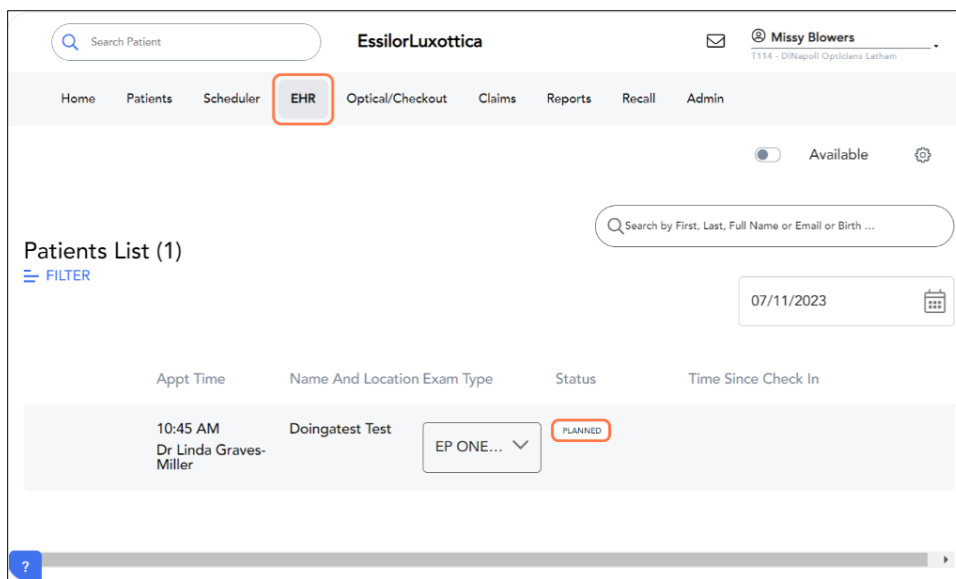 Search Patient
EssilorLuxottica
Missy Blowers
T114 - DiNapoli Opticians Latham
Home Patients Scheduler EHR Optical/Checkout Claims Reports Recall Admin
Available
Search by First, Last, Full Name or Email or Birth ...
Patients List (1)
FILTER
07/11/2023
Appt Time Name And Location Exam Type Status Time Since Check In
10:45 AM Doingatest Test EP ONE... PLANNED
Dr Linda Graves-
Miller
?